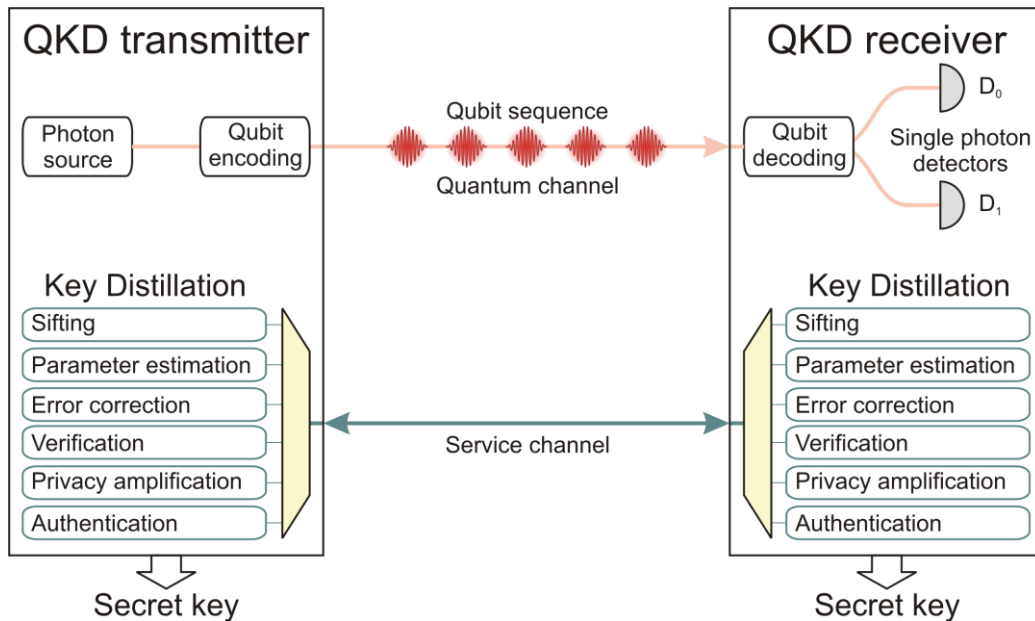 QKD transmitter
Photon
source
Qubit
encoding
Key Distillation
Sifting
Parameter estimation
Error correction
Verification
Privacy amplification
Authentication
Secret key
Qubit sequence
Quantum channel
Service channel
QKD receiver
Qubit
decoding
D₀
Single photon
detectors
D₁
Key Distillation
Sifting
Parameter estimation
Error correction
Verification
Privacy amplification
Authentication
Secret key